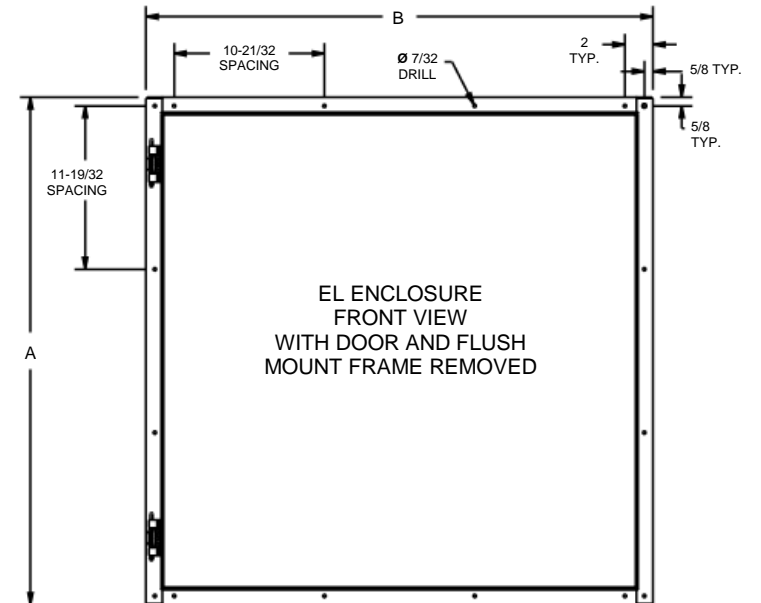 B
10-21/32
SPACING
Ø 7/32
DRILL
2
TYP.
5/8 TYP.
5/8
TYP.
11-19/32
SPACING
A
EL ENCLOSURE
FRONT VIEW
WITH DOOR AND FLUSH
MOUNT FRAME REMOVED